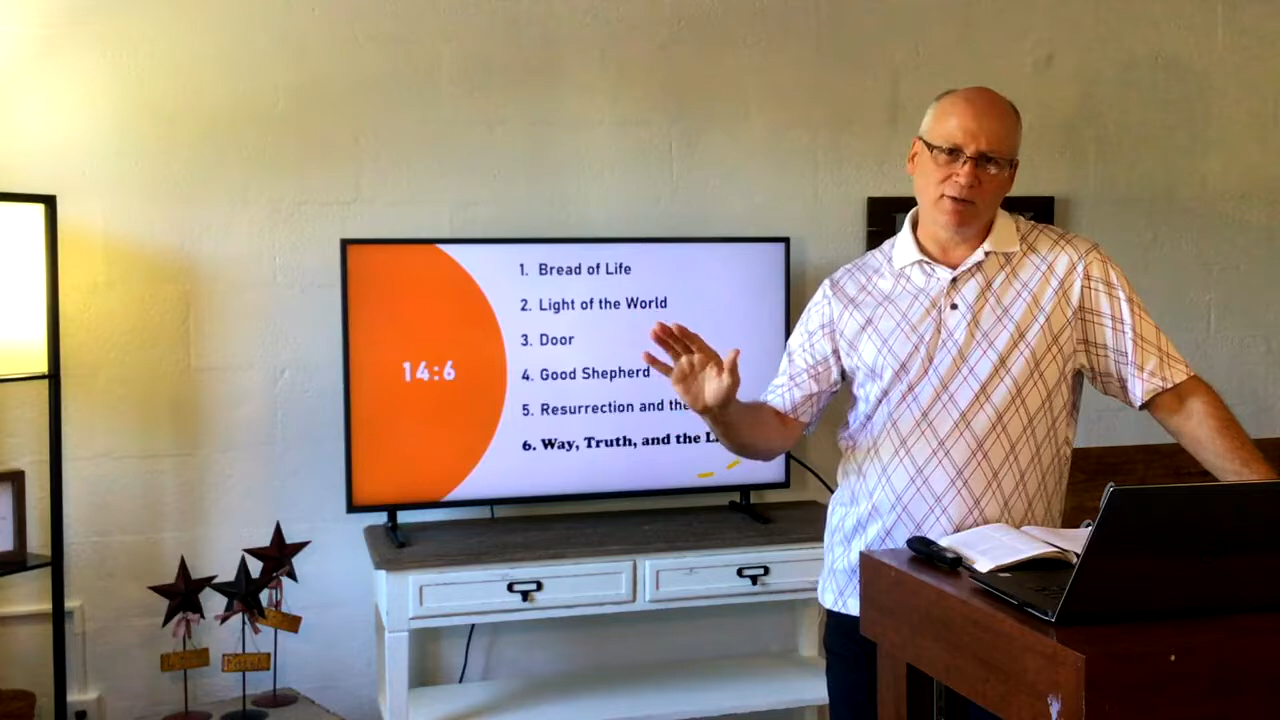 14:6
1. Bread of Life
2. Light of the World
3. Door
4. Good Shepherd
5. Resurrection and the
6. Way, Truth, and the